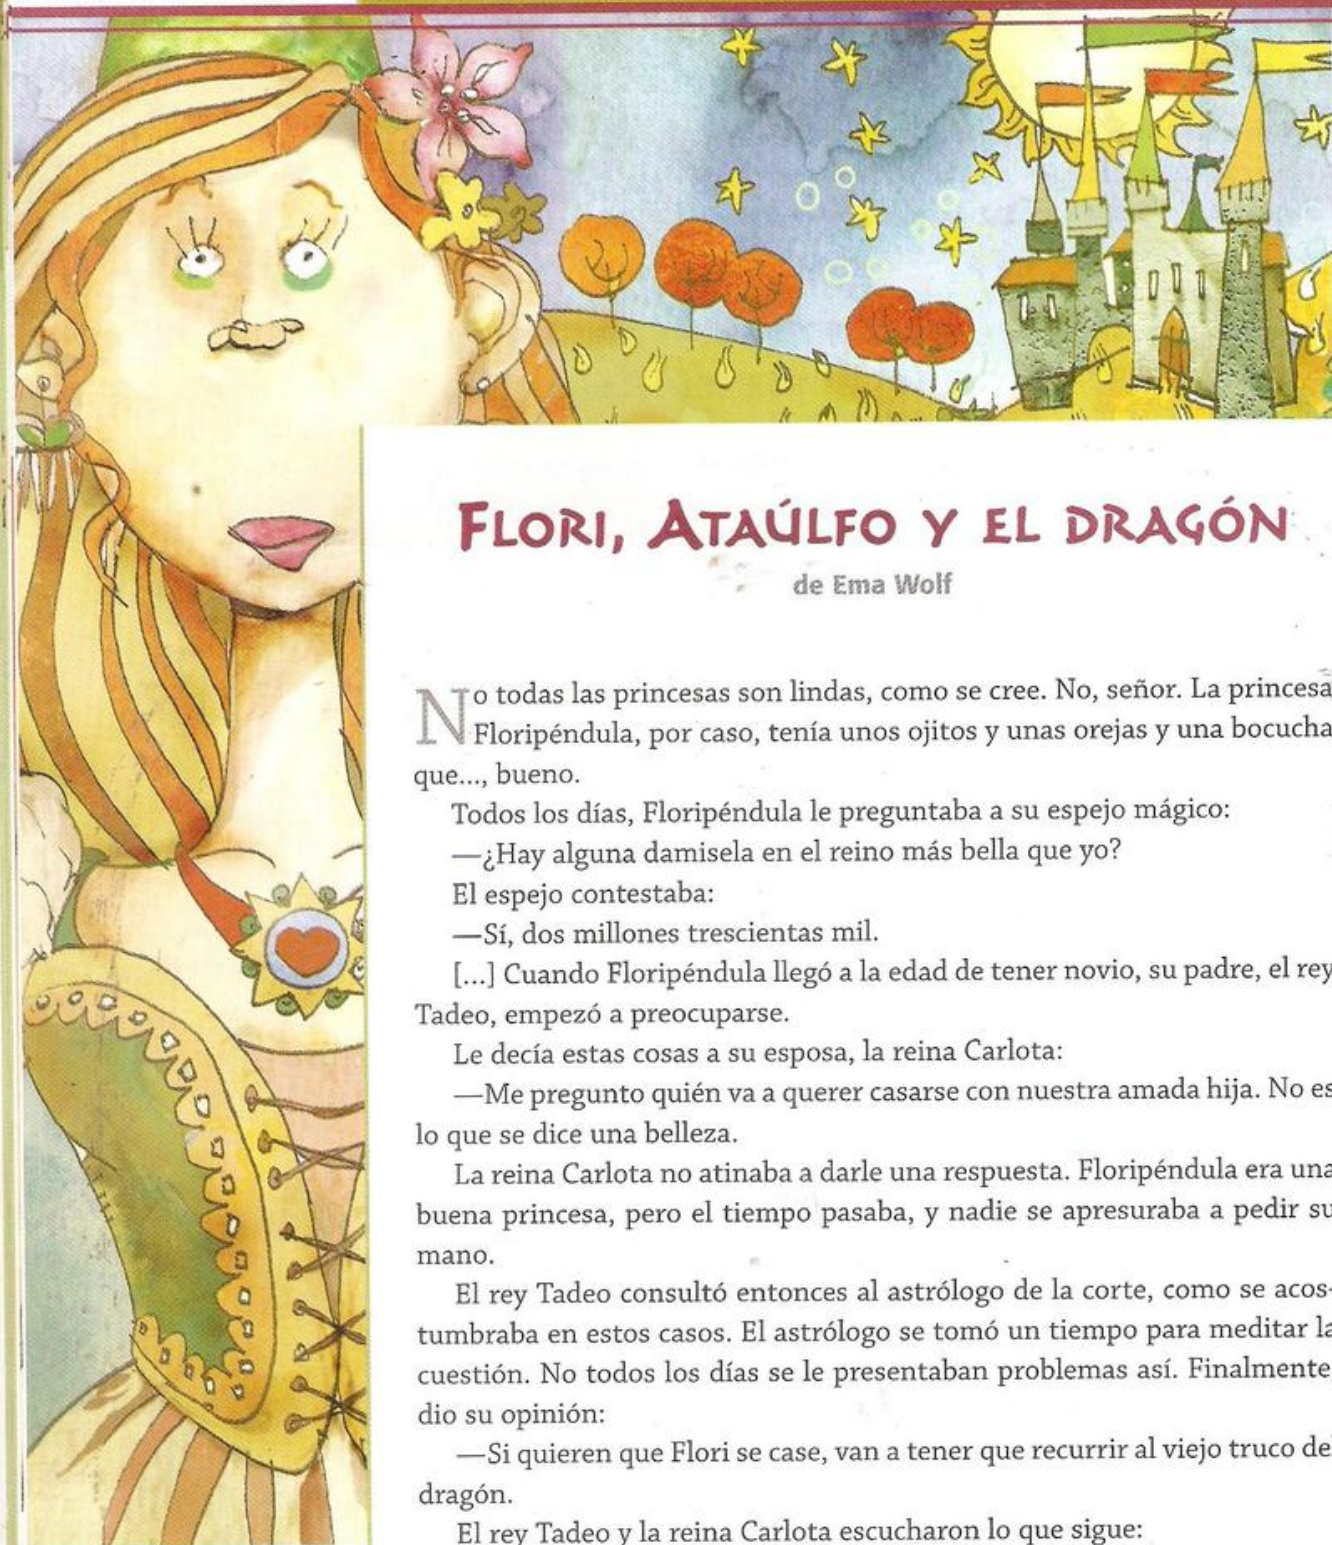 FLORI, ATAÚLFO Y EL DRAGÓN
de Ema Wolf
No todas las princesas son lindas, como se cree. No, señor. La princesa
Floripéndula, por caso, tenía unos ojitos y unas orejas y una bocucha
que..., bueno.
Todos los días, Floripéndula le preguntaba a su espejo mágico:
—¿Hay alguna damisela en el reino más bella que yo?
El espejo contestaba:
—Sí, dos millones trescientas mil.
[...] Cuando Floripéndula llegó a la edad de tener novio, su padre, el rey
Tadeo, empezó a preocuparse.
Le decía estas cosas a su esposa, la reina Carlota:
—Me pregunto quién va a querer casarse con nuestra amada hija. No es
lo que se dice una belleza.
La reina Carlota no atinaba a darle una respuesta. Floripéndula era una
buena princesa, pero el tiempo pasaba, y nadie se apresuraba a pedir su
mano.
El rey Tadeo consultó entonces al astrólogo de la corte, como se acos-
tumbraba en estos casos. El astrólogo se tomó un tiempo para meditar la
cuestión. No todos los días se le presentaban problemas así. Finalmente
dio su opinión:
—Si quieren que Flori se case, van a tener que recurrir al viejo truco del
dragón.
El rey Tadeo y la reina Carlota escucharon lo que sigue: